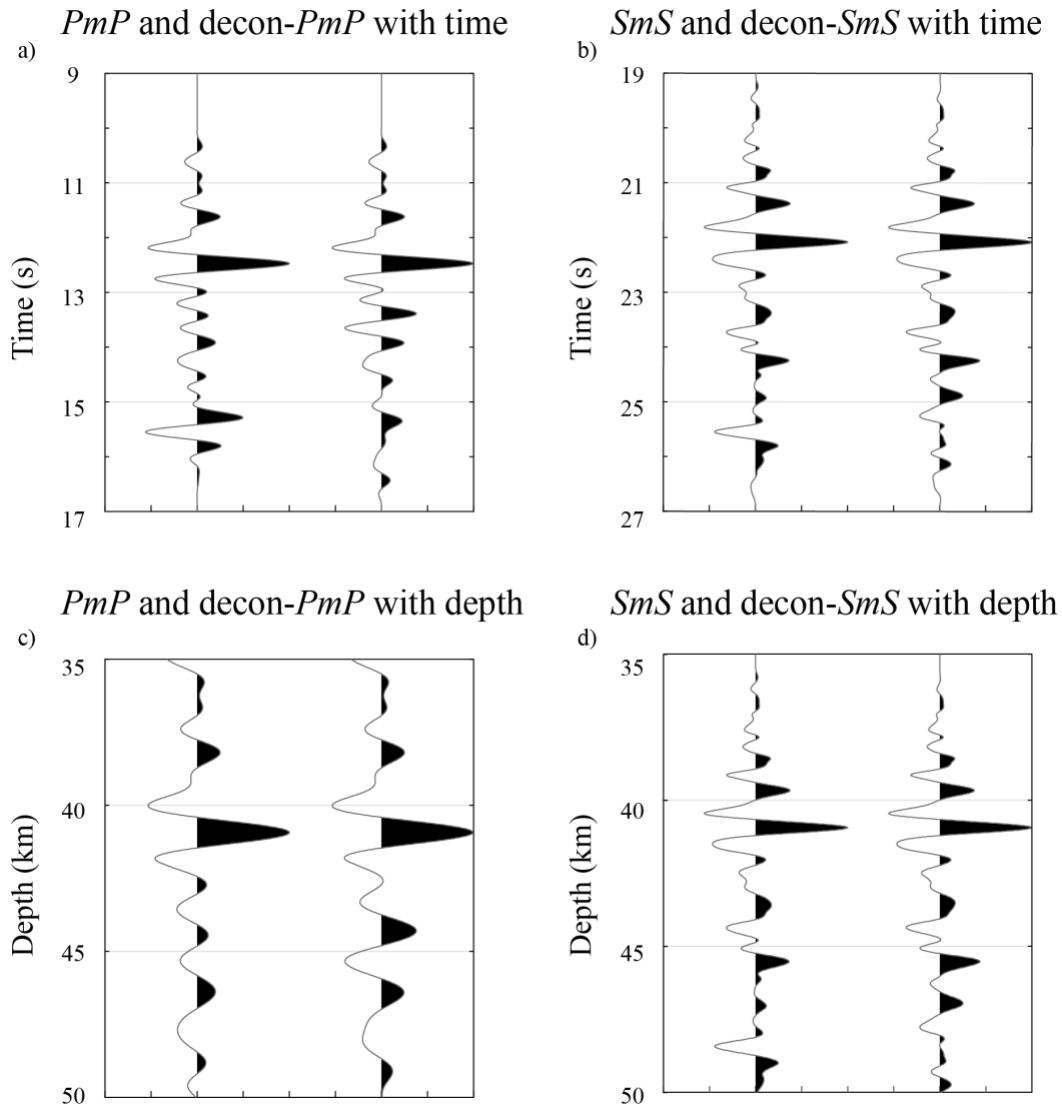 PmP and decon-PmP with time
a)
9
11
13
15
17
Time (s)
SmS and decon-SmS with time
b)
19
21
23
25
27
Time (s)
PmP and decon-PmP with depth
c)
35
40
45
50
Depth (km)
SmS and decon-SmS with depth
d)
35
40
45
50
Depth (km)